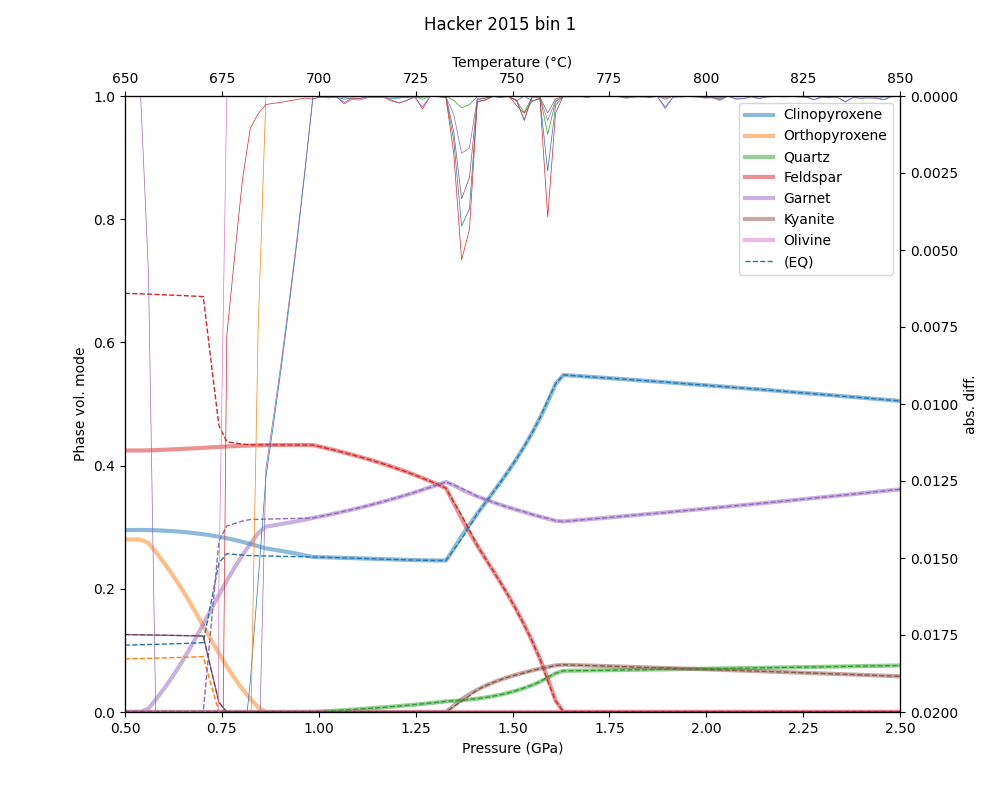 Hacker 2015 bin 1
Temperature (°C)
650 675 700 725 750 775 800 825 850
1.0
0.8
0.6
0.4
0.2
0.0
Phase vol. mode
0.0000
0.0025
0.0050
0.0075
0.0100
0.0125
0.0150
0.0175
0.0200
abs. diff.
Clinopyroxene
Orthopyroxene
Quartz
Feldspar
Garnet
Kyanite
Olivine
(EQ)
0.50 0.75 1.00 1.25 1.50 1.75 2.00 2.25 2.50
Pressure (GPa)